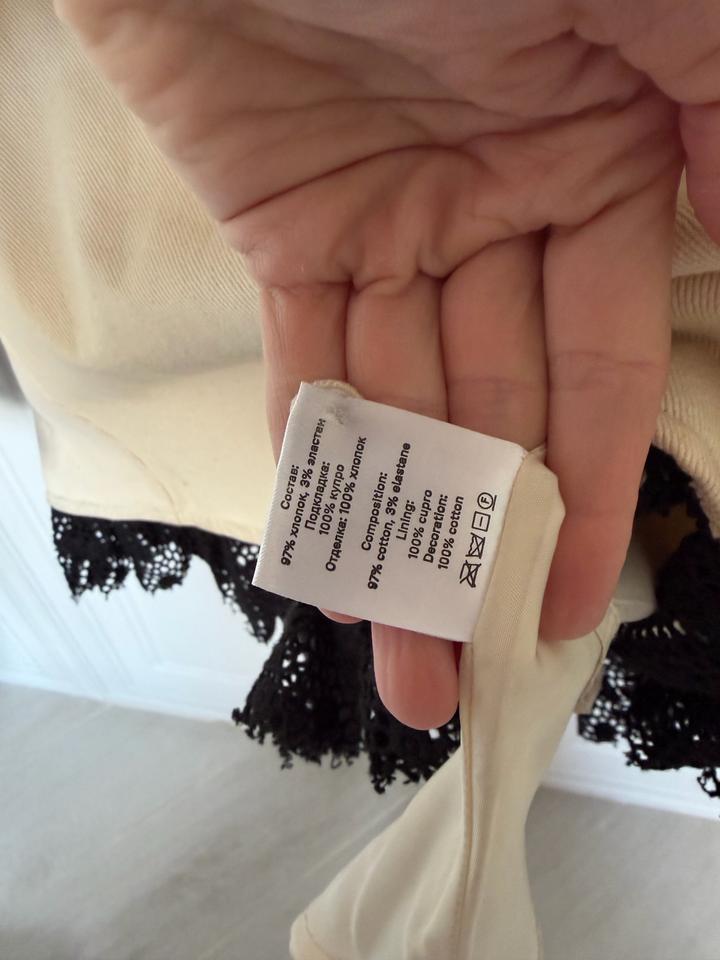 Состав:
97% хлопок, 3% эластан
Подкладка:
100% купро
Отделка: 100% хлопок
Composition:
97% cotton, 3% elastane
Lining:
100% cupro
Decoration:
100% cotton
F